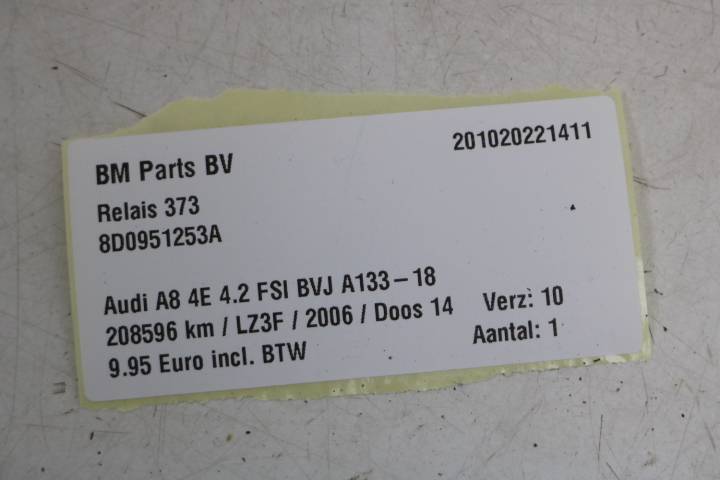 BM Parts BV
201020221411
Relais 373
8D0951253A
Audi A8 4E 4.2 FSI BVJ A133-18
208596 km / LZ3F / 2006 / Doos 14
Verz: 10
9.95 Euro incl. BTW
Aantal: 1